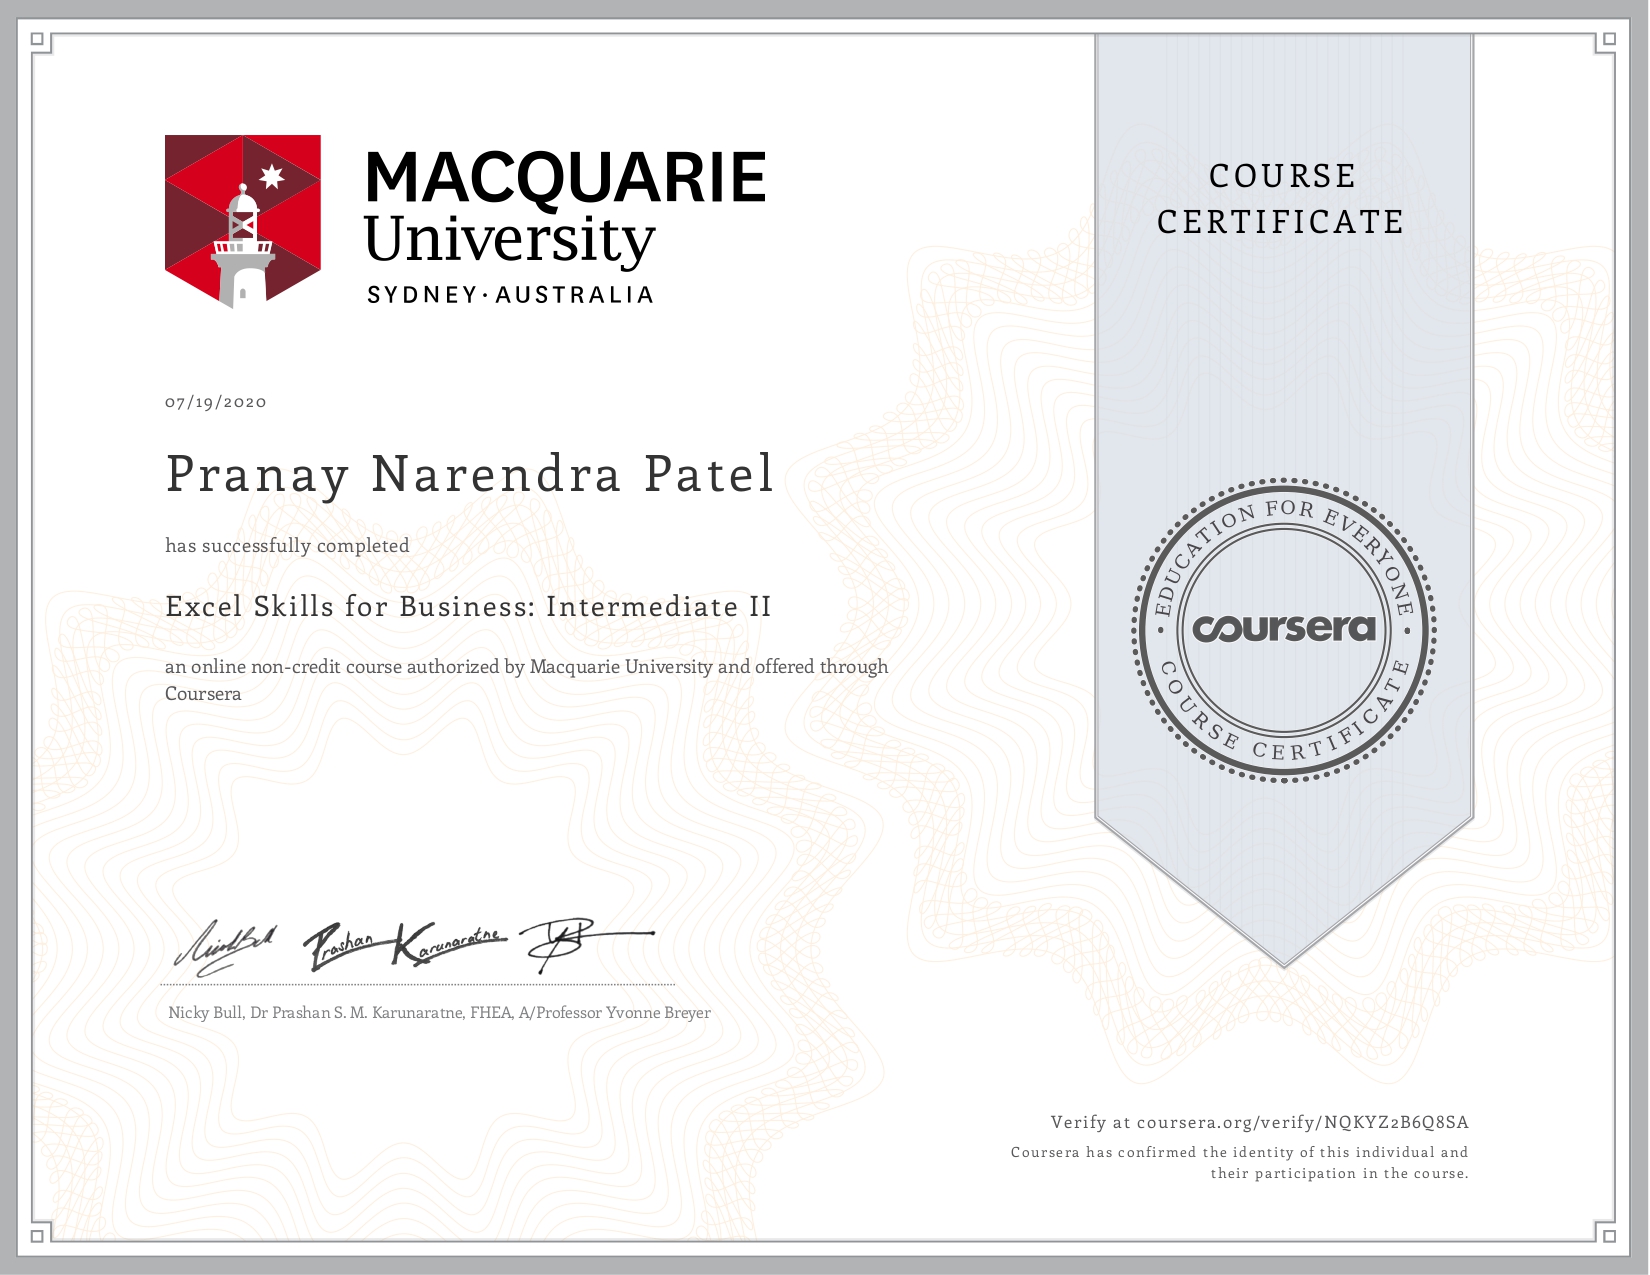 MACQUARIE
University
SYDNEY·AUSTRALIA
COURSE
CERTIFICATE
07/19/2020
Pranay Narendra Patel
has successfully completed
Excel Skills for Business: Intermediate II
an online non-credit course authorized by Macquarie University and offered through
Coursera
EDUCATION FOR EVERYONE
coursera
COURSE CERTIFICATE
Prashan Karunaratne
Nicky Bull, Dr Prashan S. M. Karunaratne, FHEA, A/Professor Yvonne Breyer
Verify at coursera.org/verify/NQKYZ2B6Q8SA
Coursera has confirmed the identity of this individual and
their participation in the course.